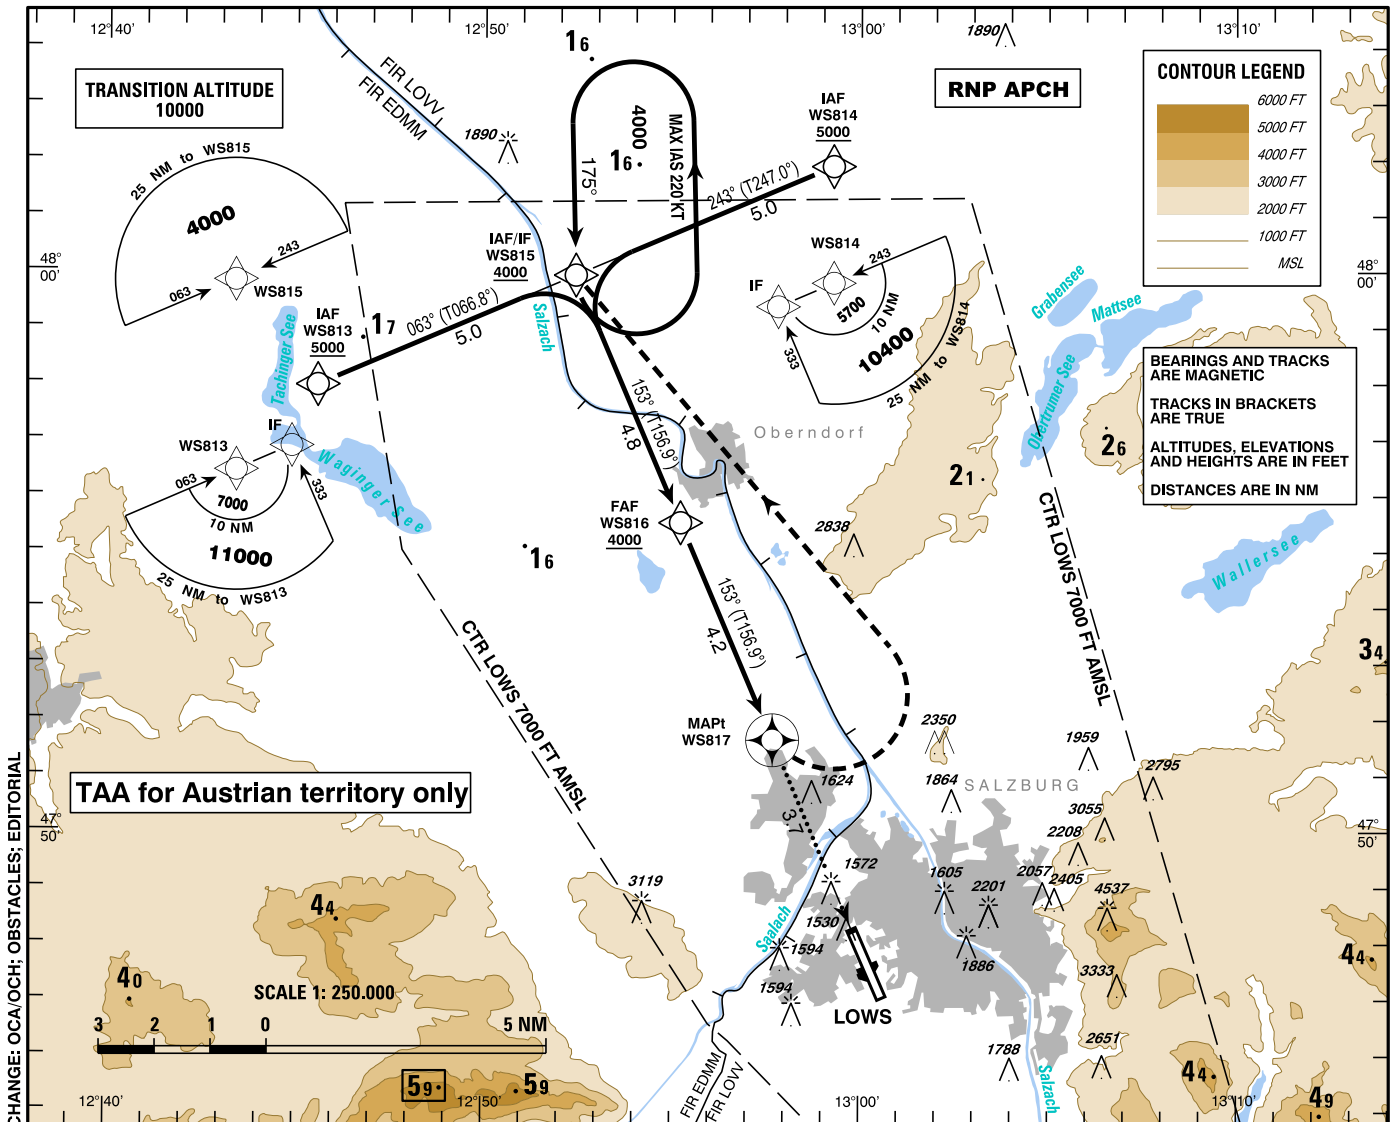 12°40'
12°50'
13°00'
13°10'
TRANSITION ALTITUDE
10000
FIR LOVV
FIR EDMM
1890
16
4000
MAX IAS 220 KT
16
175°
1890
RNP APCH
IAF
WS814
5000
243° (T247.0°)
5.0
CONTOUR LEGEND
6000 FT
5000 FT
4000 FT
3000 FT
2000 FT
1000 FT
MSL
25 NM to WS815
4000
243
063
WS815
IAF/IF
WS815
4000
48°
00'
48°
00'
WS814
IF
243
5700
10 NM
333
10400
25 NM to WS814
Grabensee
Mattsee
Obertrumer See
IAF
WS813
5000
17
063° (T066.8°)
5.0
Salzach
Tachinger See
BEARINGS AND TRACKS
ARE MAGNETIC
TRACKS IN BRACKETS
ARE TRUE
ALTITUDES, ELEVATIONS
AND HEIGHTS ARE IN FEET
DISTANCES ARE IN NM
153° (T156.9°)
4.8
Oberndorf
26
21
IF
WS813
063
333
7000
10 NM
11000
25 NM to WS813
Waginger See
FAF
WS816
4000
16
2838
CTR LOWS 7000 FT AMSL
Wallersee
153° (T156.9°)
4.2
CTR LOWS 7000 FT AMSL
34
MAPt
WS817
2350
1959
TAA for Austrian territory only
1624
1864
SALZBURG
2795
3.7
3055
2208
47°
50'
47°
50'
3119
1572
1605
2201
2057
2405
4537
44
Saalach
1530
1594
1886
44
40
SCALE 1: 250.000
3 2 1 0 5 NM
1594
LOWS
3333
1788
2651
Salzach
44
59
59
FIR EDMM
FIR LOVV
49
12°40'
12°50'
13°00'
13°10'
CHANGE: OCA/OCH; OBSTACLES; EDITORIAL